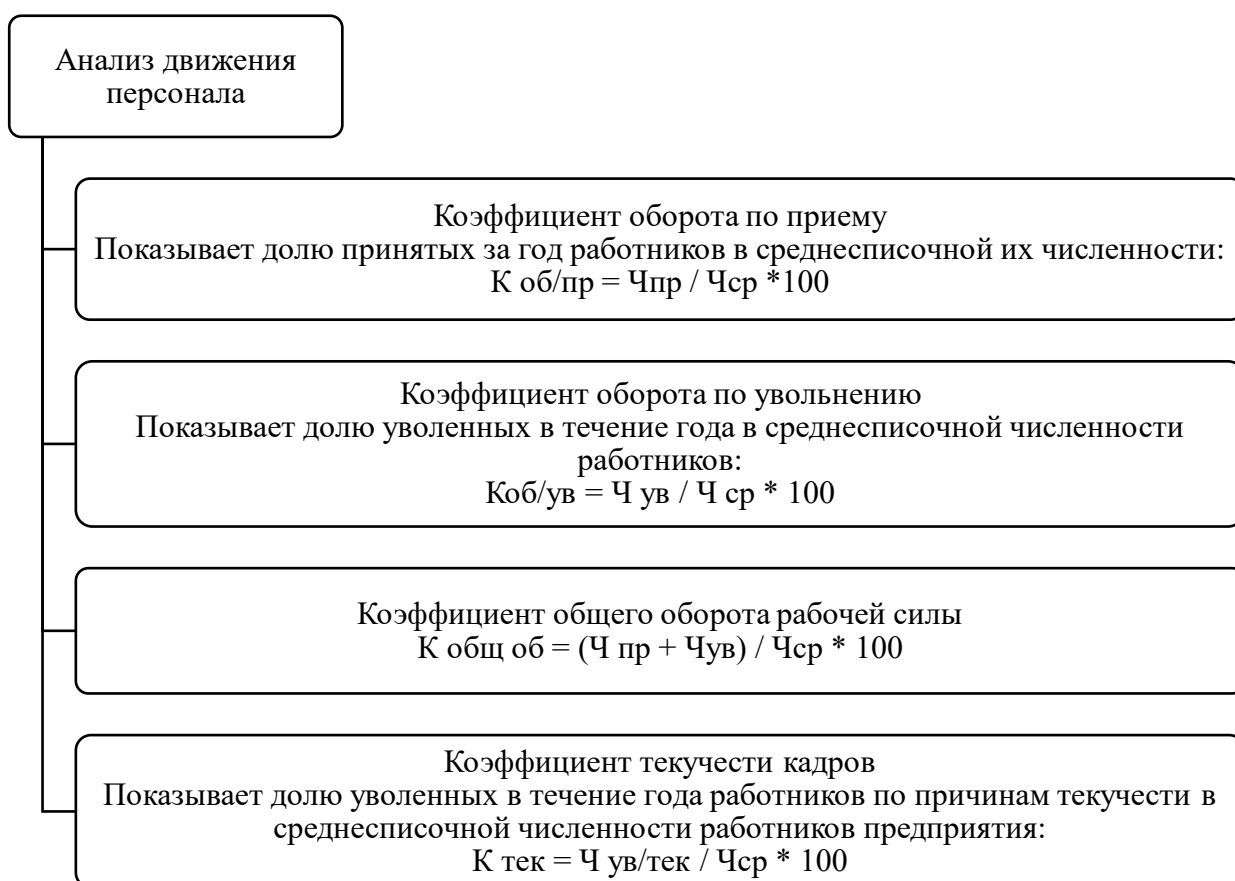 Анализ движения
персонала
Коэффициент оборота по приему
Показывает долю принятых за год работников в среднесписочной их численности:
К об/пр = Чпр / Чср *100
Коэффициент оборота по увольнению
Показывает долю уволенных в течение года в среднесписочной численности
работников:
Коб/ув = Ч ув / Ч ср * 100
Коэффициент общего оборота рабочей силы
К общ об = (Ч пр + Чув) / Чср * 100
Коэффициент текучести кадров
Показывает долю уволенных в течение года работников по причинам текучести в
среднесписочной численности работников предприятия:
К тек = Ч ув/тек / Чср * 100